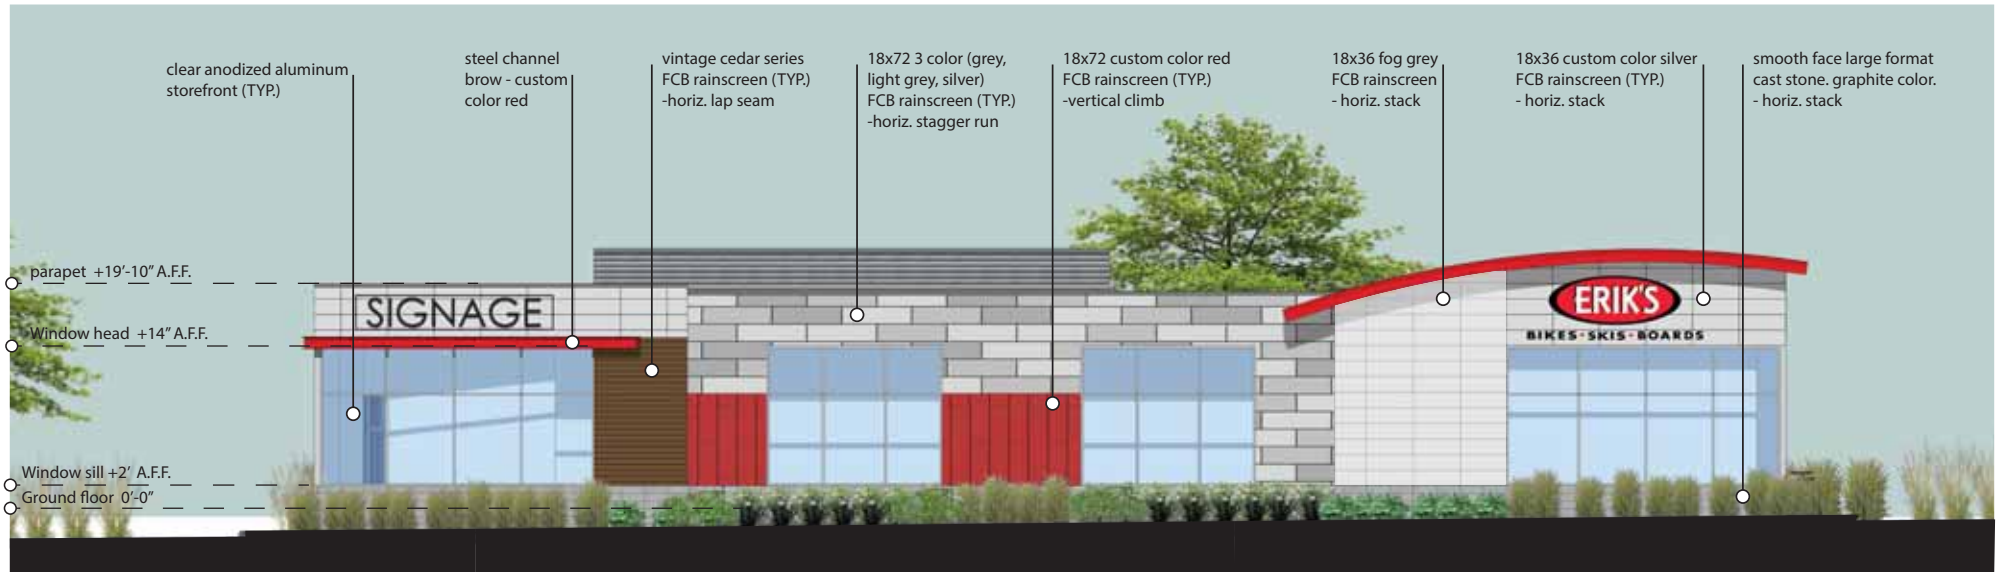 clear anodized aluminum
storefront (TYP.)
steel channel
brow - custom
color red
vintage cedar series
FCB rainscreen (TYP.)
-horiz. lap seam
18x72 3 color (grey,
light grey, silver)
FCB rainscreen (TYP.)
-horiz. stagger run
18x72 custom color red
FCB rainscreen (TYP.)
-vertical climb
18x36 fog grey
FCB rainscreen
- horiz. stack
18x36 custom color silver
FCB rainscreen (TYP.)
- horiz. stack
smooth face large format
cast stone. graphite color.
- horiz. stack
parapet +19'-10" A.F.F.
Window head +14" A.F.F.
Window sill +2' A.F.F.
Ground floor 0'-0"
SIGNAGE
ERIK'S
BIKES·SKIS·BOARDS